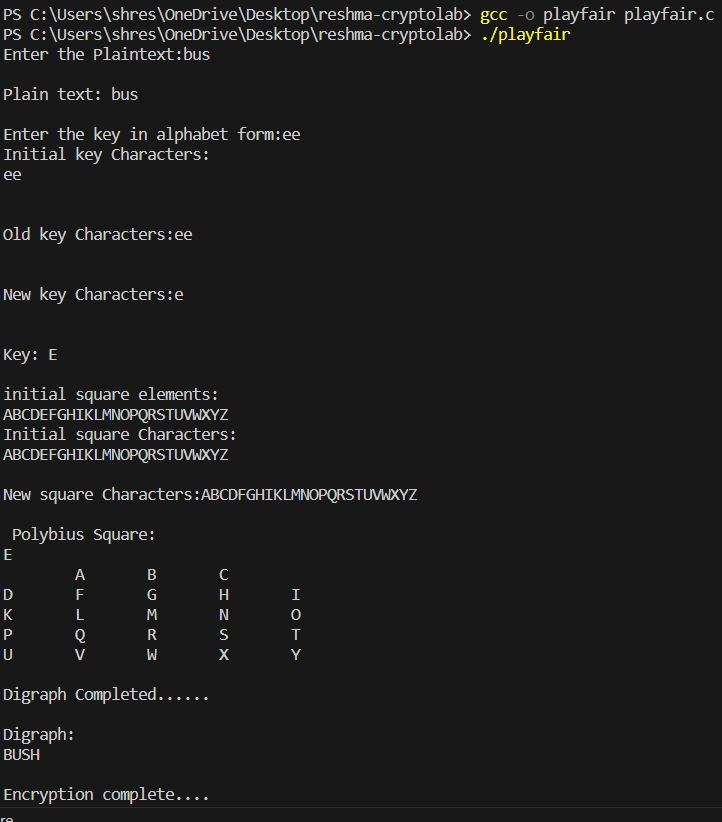 PS C:\Users\shres\OneDrive\Desktop\reshma-cryptolab> gcc -o playfair playfair.c
PS C:\Users\shres\OneDrive\Desktop\reshma-cryptolab> ./playfair
Enter the Plaintext:bus
Plain text: bus
Enter the key in alphabet form:ee
Initial key Characters:
ee
Old key Characters:ee
New key Characters:e
Key: E
initial square elements:
ABCDEFGHIKLMNOPQRSTUVWXYZ
Initial square Characters:
ABCDEFGHIKLMNOPQRSTUVWXYZ
New square Characters:ABCDFGHIKLMNOPQRSTUVWXYZ
Polybius Square:
E
A B C
D F G H I
K L M N O
P Q R S T
U V W X Y
Digraph Completed......
Digraph:
BUSH
Encryption complete....